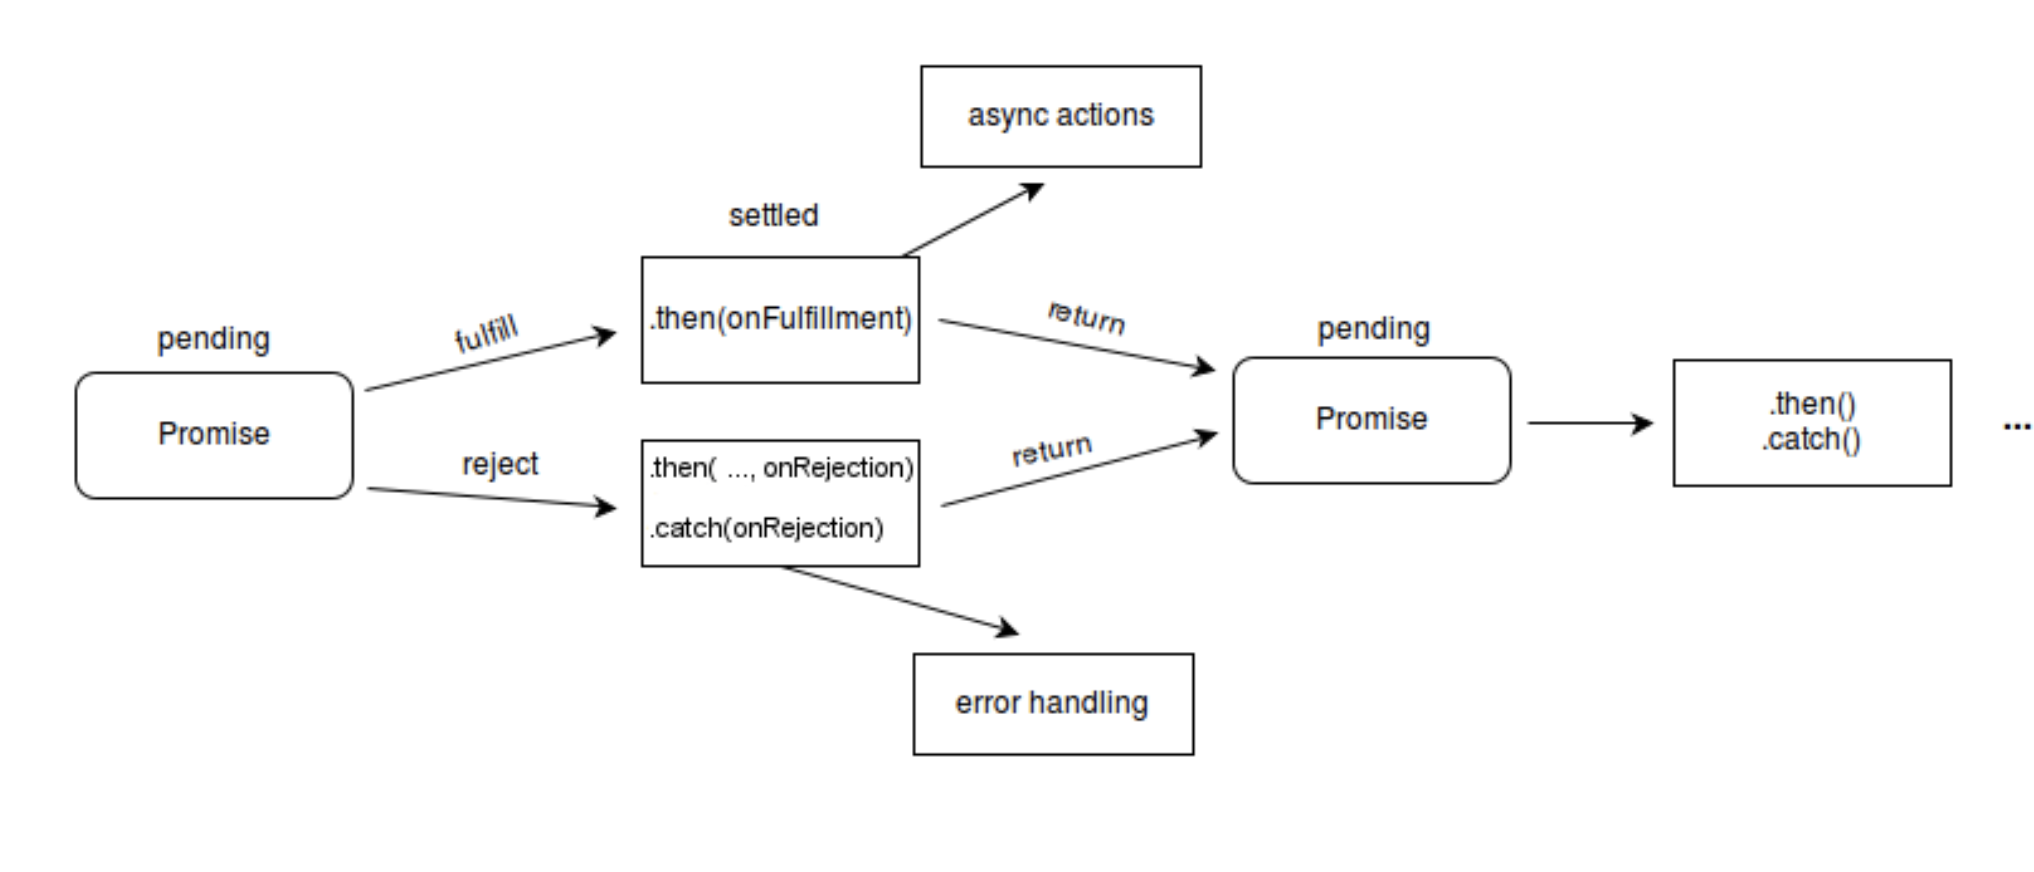 async actions
settled
.then(onFulfillment)
fulfill
return
pending
Promise
pending
Promise
reject
.then( ..., onRejection)
.catch(onRejection)
return
.then()
.catch()
...
error handling